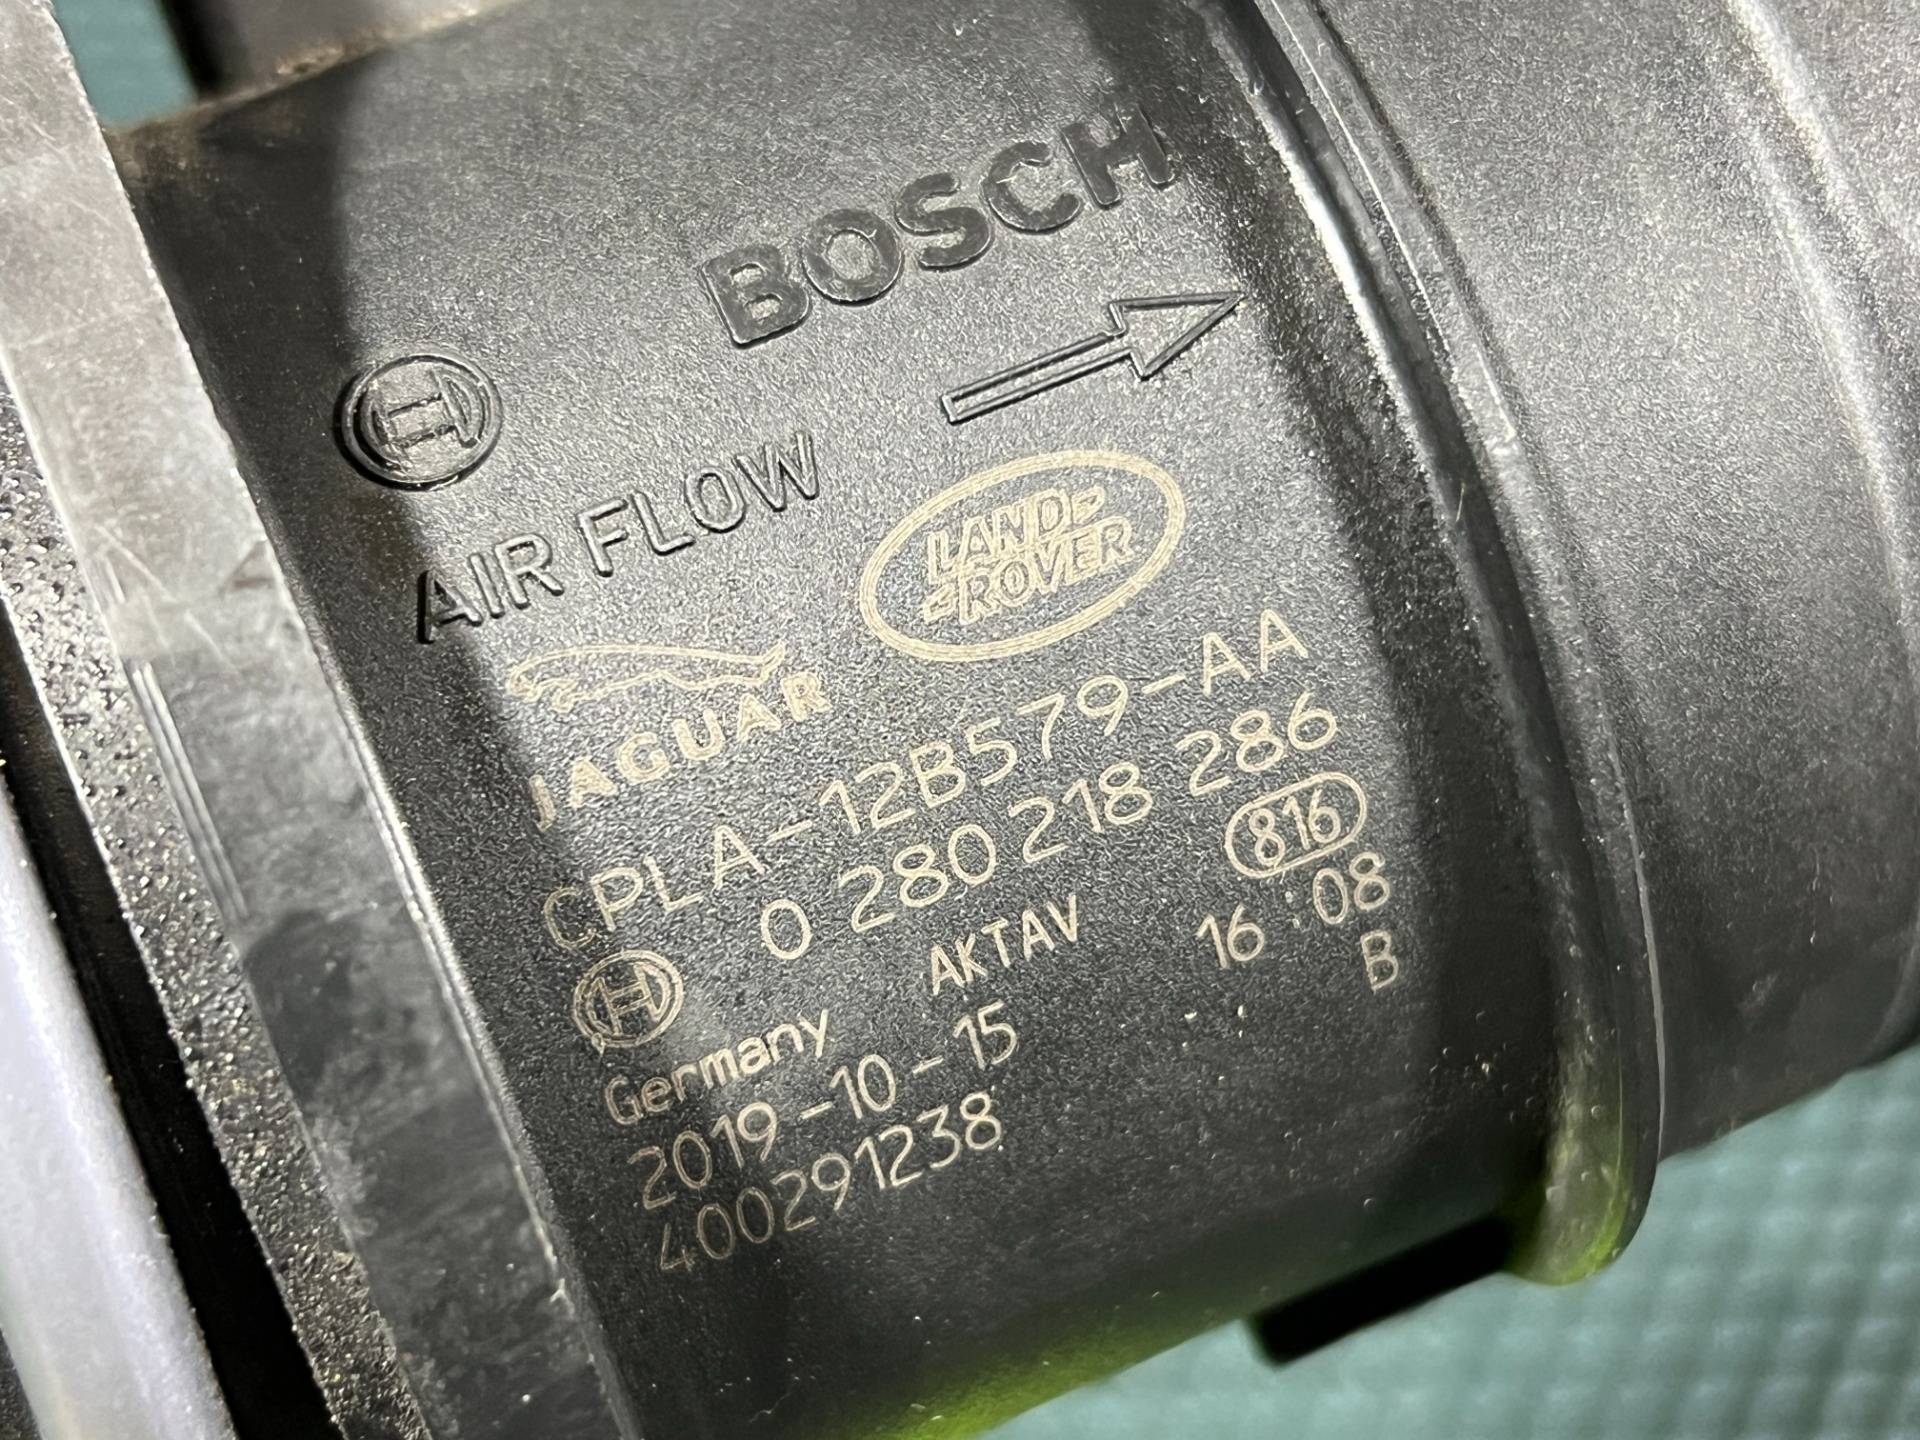 BOSCH
AIR FLOW
LAND
ROVER
JAGUAR
CPLA-12B579-AA
0 280 218 286
816
AKTAV
16 08
Germany
B
2019-10-15
400291238